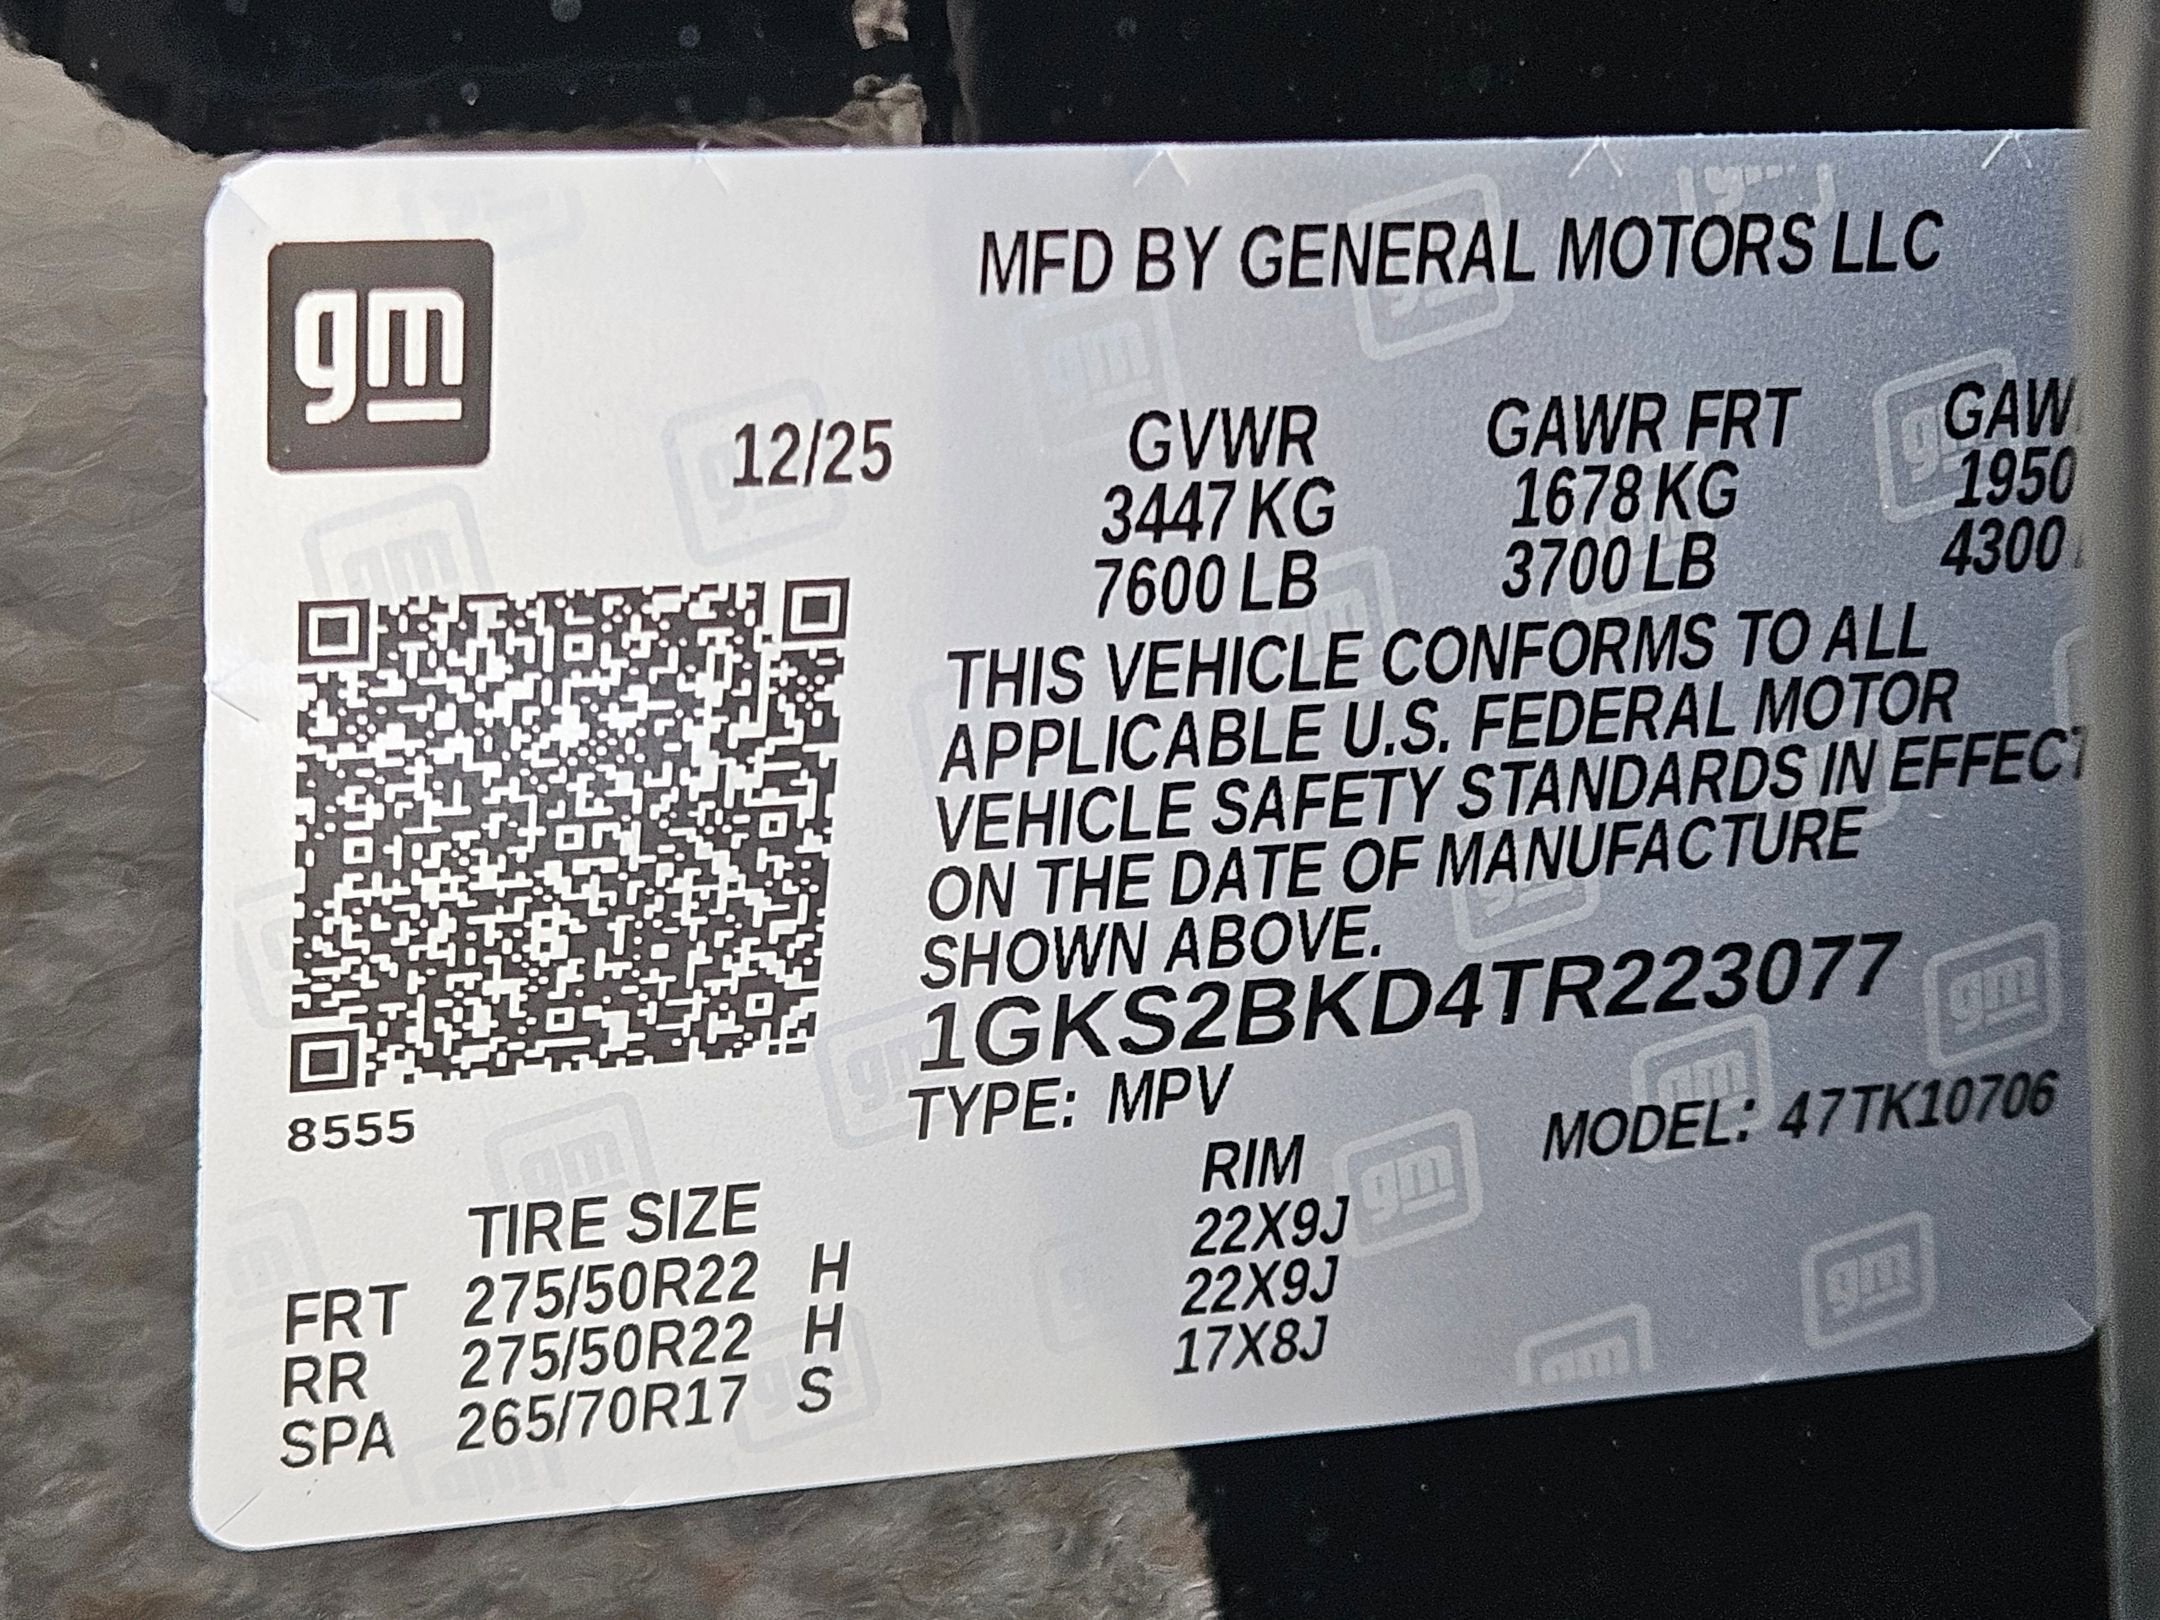 gm
MFD BY GENERAL MOTORS LLC
12/25
GVWR GAWR FRT
3447 KG 1678 KG 1950
7600 LB 3700 LB 4300
THIS VEHICLE CONFORMS TO ALL
APPLICABLE U.S. FEDERAL MOTOR
VEHICLE SAFETY STANDARDS IN EFFECT
ON THE DATE OF MANUFACTURE
SHOWN ABOVE.
1GKS2BKD4TR223077
TYPE: MPV MODEL: 47TK10706
8555
TIRE SIZE RIM
FRT 275/50R22 H 22X9J
RR 275/50R22 H 22X9J
SPA 265/70R17 S 17X8J